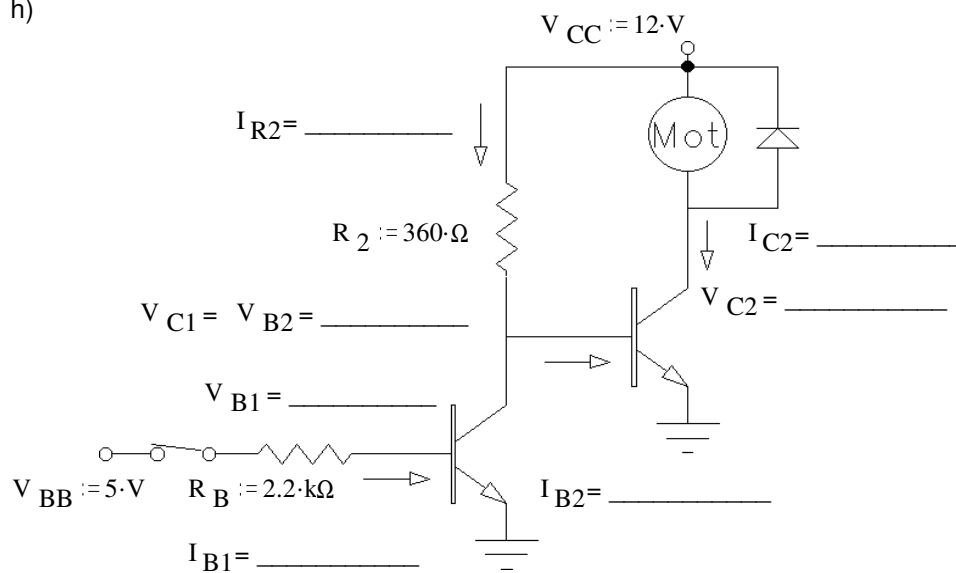 h)
V CC := 12·V
I R2 = ___________
Mot
R 2 := 360·Ω
I C2 = ___________
V C1 = V B2 = ___________
V C2 = ___________
V B1 = ___________
V BB := 5·V R B := 2.2·kΩ
I B2 = ___________
I B1 = ___________